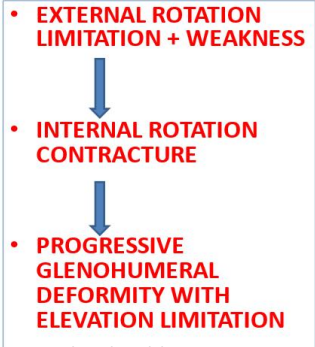 • EXTERNAL ROTATION
LIMITATION + WEAKNESS
• INTERNAL ROTATION
CONTRACTURE
• PROGRESSIVE
GLENOHUMERAL
DEFORMITY WITH
ELEVATION LIMITATION